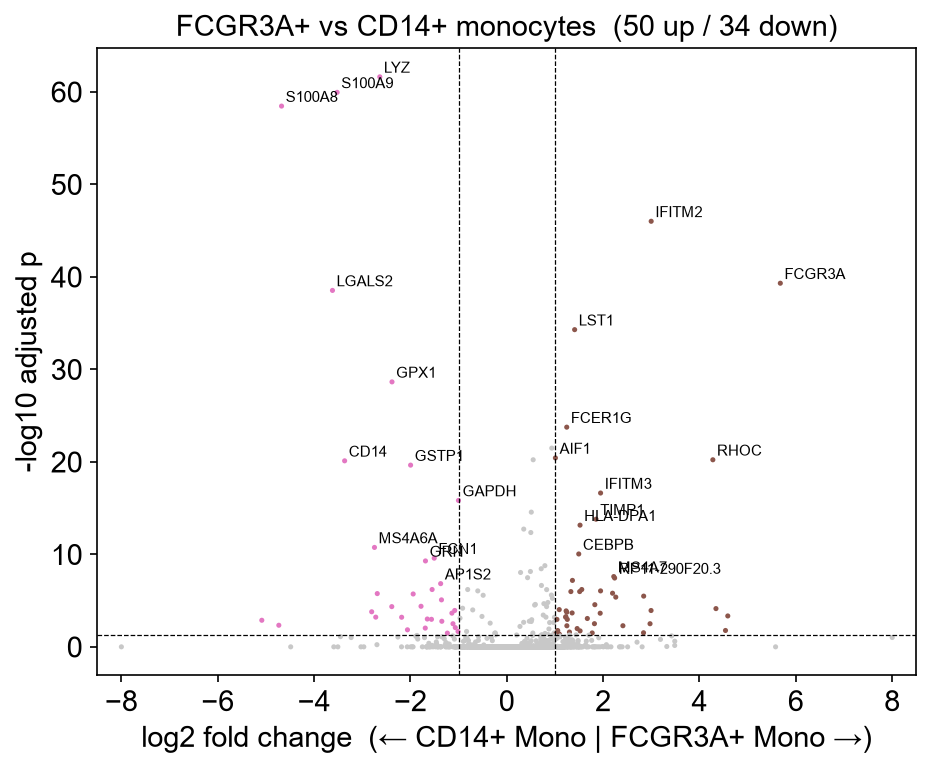 FCGR3A+ vs CD14+ monocytes (50 up / 34 down)
LYZ
S100A9
S100A8
IFITM2
FCGR3A
LGALS2
LST1
GPX1
FCER1G
AIF1
RHOC
CD14
GSTP1
GAPDH
IFITM3
TIMP1
HLA-DPA1
MS4A6A
FCN1
GRN
CEBPB
AP1S2
MS4A7
RP11-290F20.3
60
50
40
30
20
10
0
-log10 adjusted p
−8 −6 −4 −2 0 2 4 6 8
log2 fold change (← CD14+ Mono | FCGR3A+ Mono →)